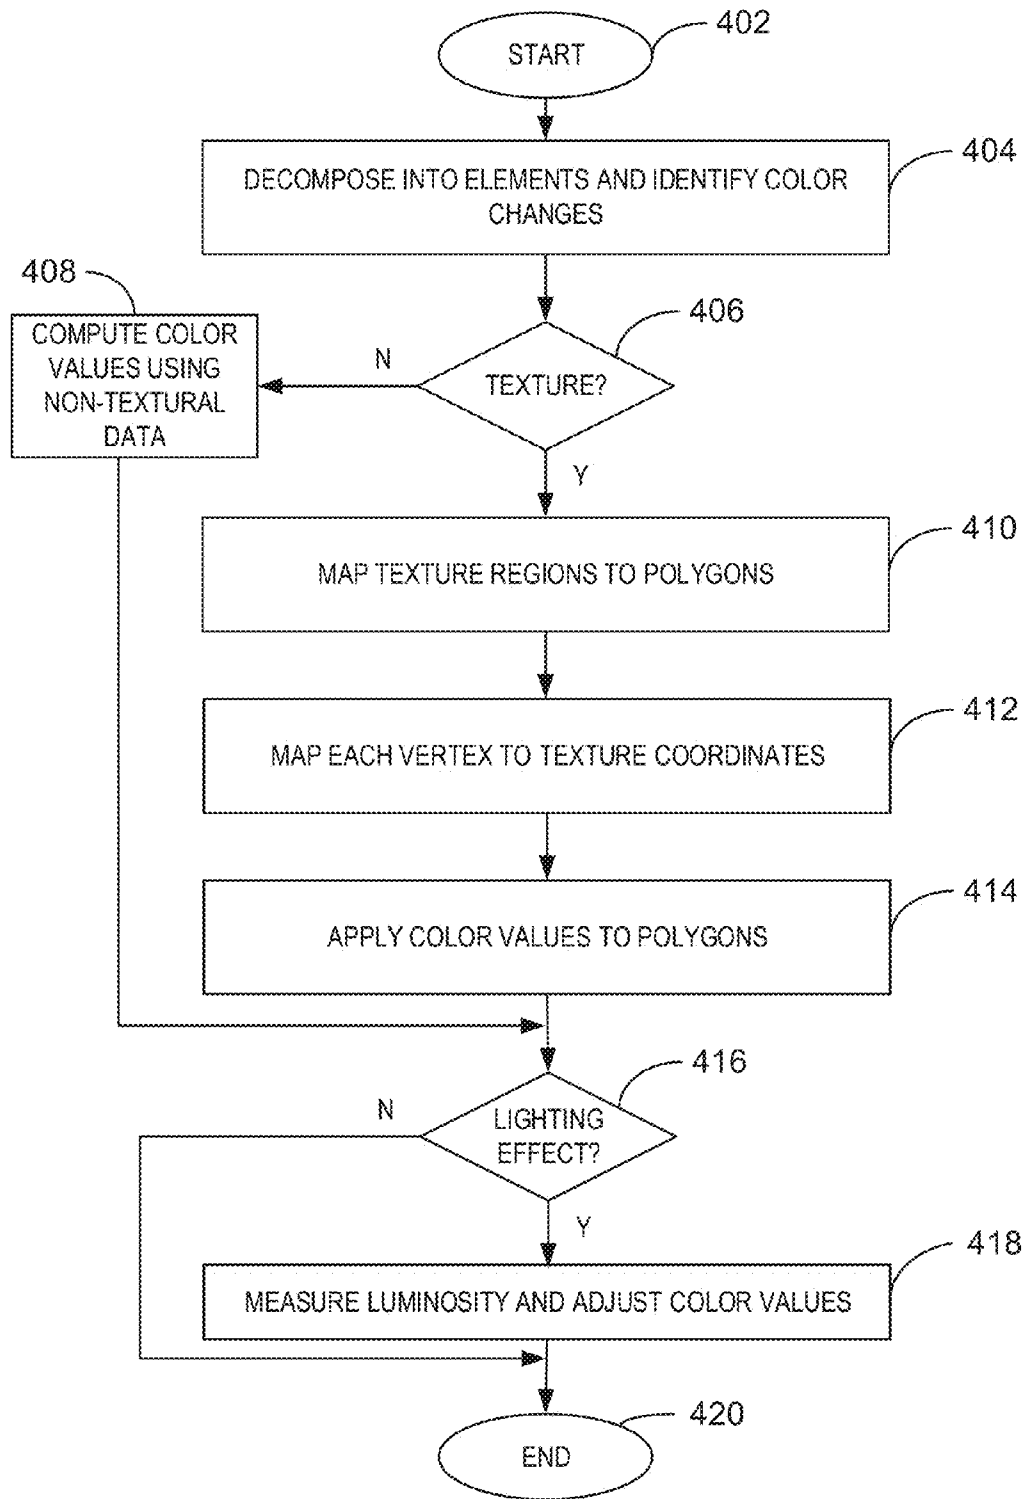 START
402
DECOMPOSE INTO ELEMENTS AND IDENTIFY COLOR
CHANGES
404
408
COMPUTE COLOR
VALUES USING
NON-TEXTURAL
DATA
N
TEXTURE?
406
Y
MAP TEXTURE REGIONS TO POLYGONS
410
MAP EACH VERTEX TO TEXTURE COORDINATES
412
APPLY COLOR VALUES TO POLYGONS
414
N
LIGHTING
EFFECT?
416
Y
MEASURE LUMINOSITY AND ADJUST COLOR VALUES
418
END
420